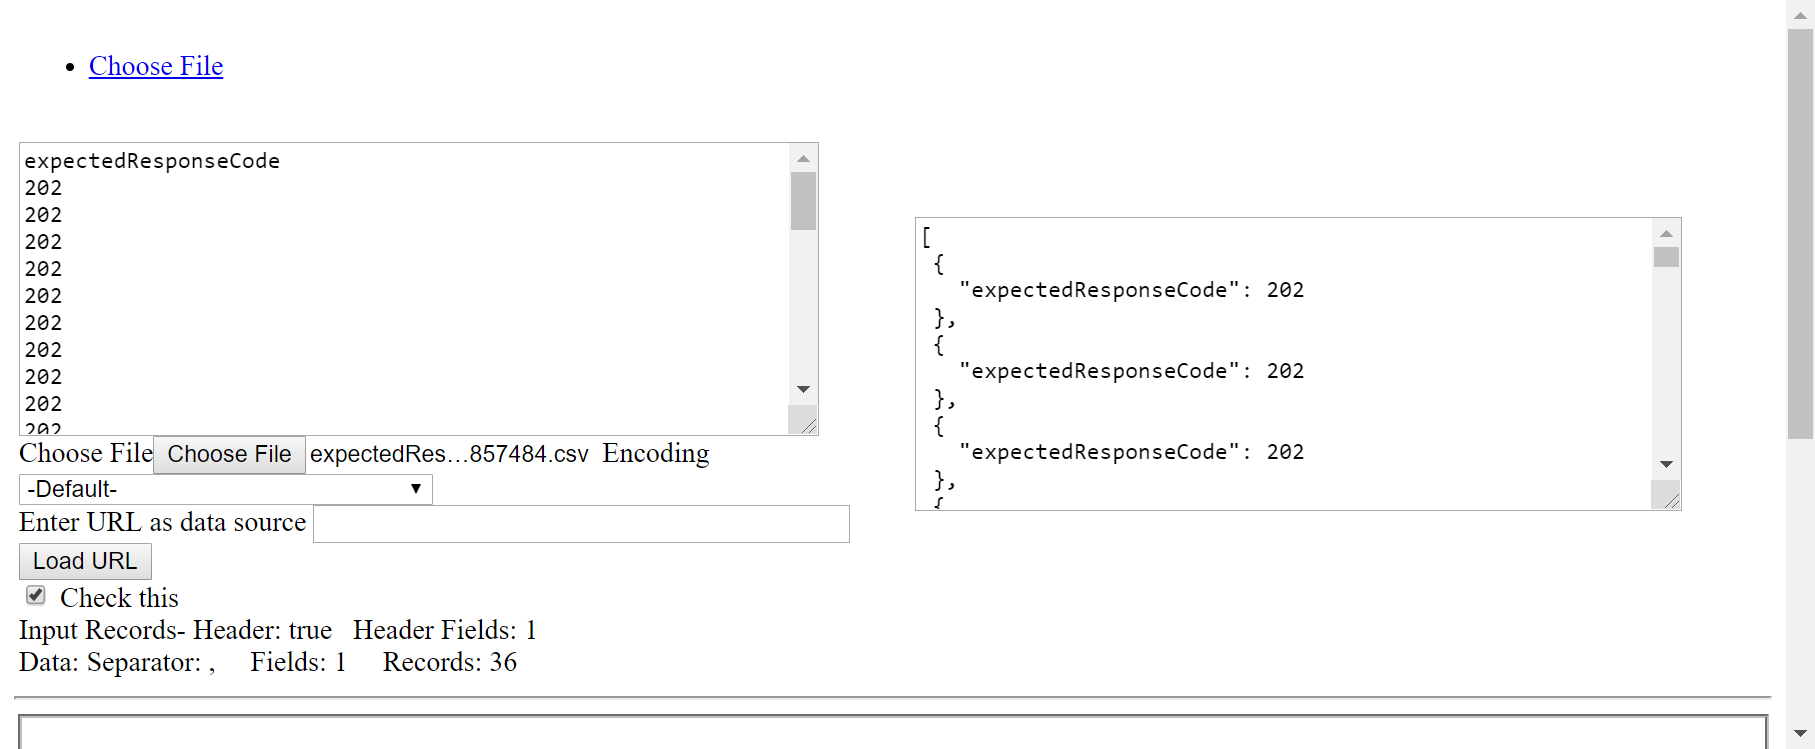 Choose File
expectedResponseCode
202
202
202
202
202
202
202
202
202
202
Choose File Choose File expectedRes...857484.csv Encoding
-Default-
Enter URL as data source
Load URL
Check this
Input Records- Header: true Header Fields: 1
Data: Separator: , Fields: 1 Records: 36
[
{
"expectedResponseCode": 202
},
{
"expectedResponseCode": 202
},
{
"expectedResponseCode": 202
},
{